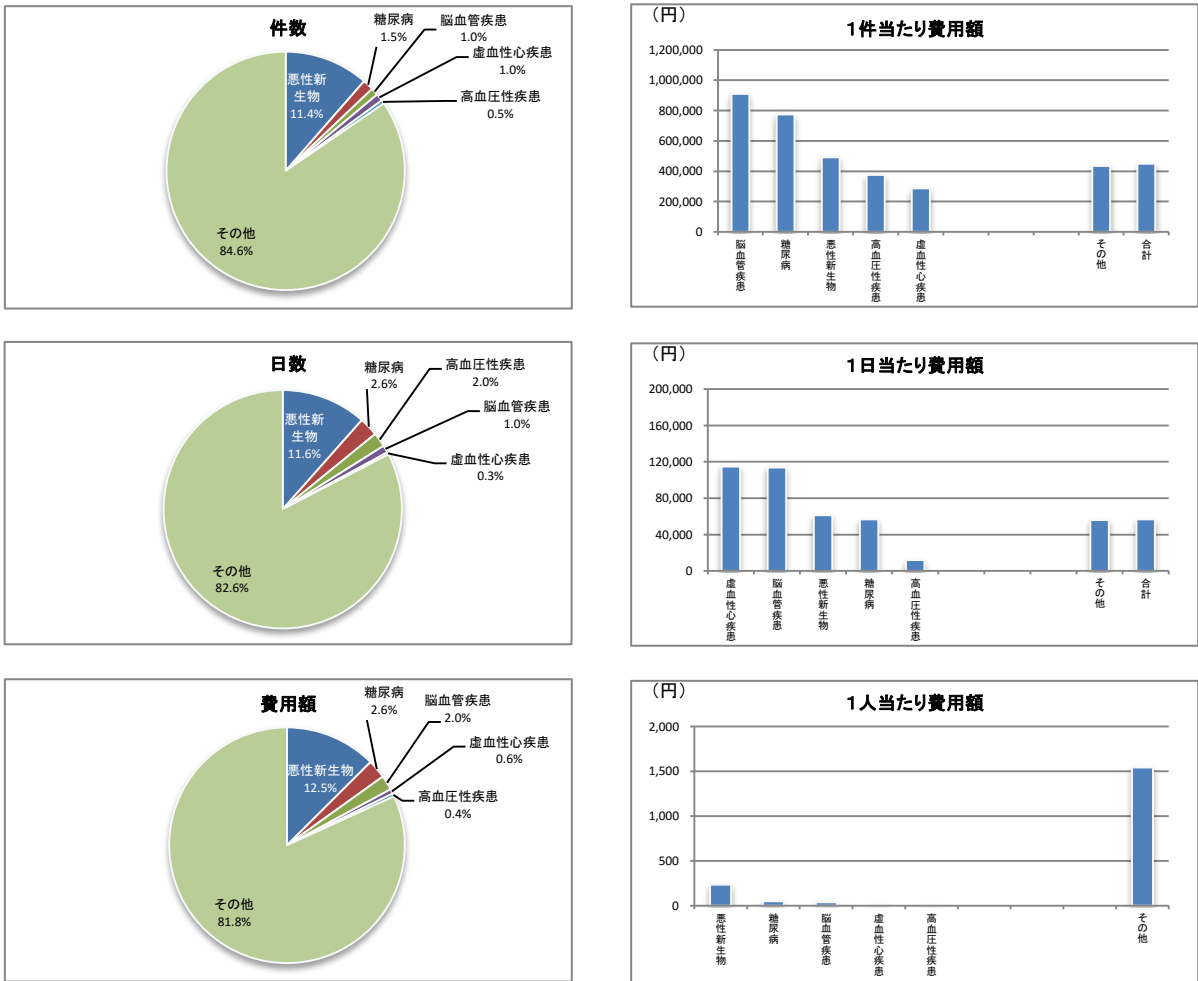 件数
悪性新
生物
11.4%
糖尿病
1.5%
脳血管疾患
1.0%
虚血性心疾患
1.0%
高血圧性疾患
0.5%
その他
84.6%
（円）
１件当たり費用額
1,200,000
1,000,000
800,000
600,000
400,000
200,000
0
脳血管疾患
糖尿病
悪性新生物
高血圧性疾患
虚血性心疾患
その他
合計
日数
悪性新
生物
11.6%
糖尿病
2.6%
高血圧性疾患
2.0%
脳血管疾患
1.0%
虚血性心疾患
0.3%
その他
82.6%
（円）
１日当たり費用額
200,000
160,000
120,000
80,000
40,000
0
虚血性心疾患
脳血管疾患
悪性新生物
糖尿病
高血圧性疾患
その他
合計
費用額
悪性新生物
12.5%
糖尿病
2.6%
脳血管疾患
2.0%
虚血性心疾患
0.6%
高血圧性疾患
0.4%
その他
81.8%
（円）
１人当たり費用額
2,000
1,500
1,000
500
0
悪性新生物
糖尿病
脳血管疾患
虚血性心疾患
高血圧性疾患
その他